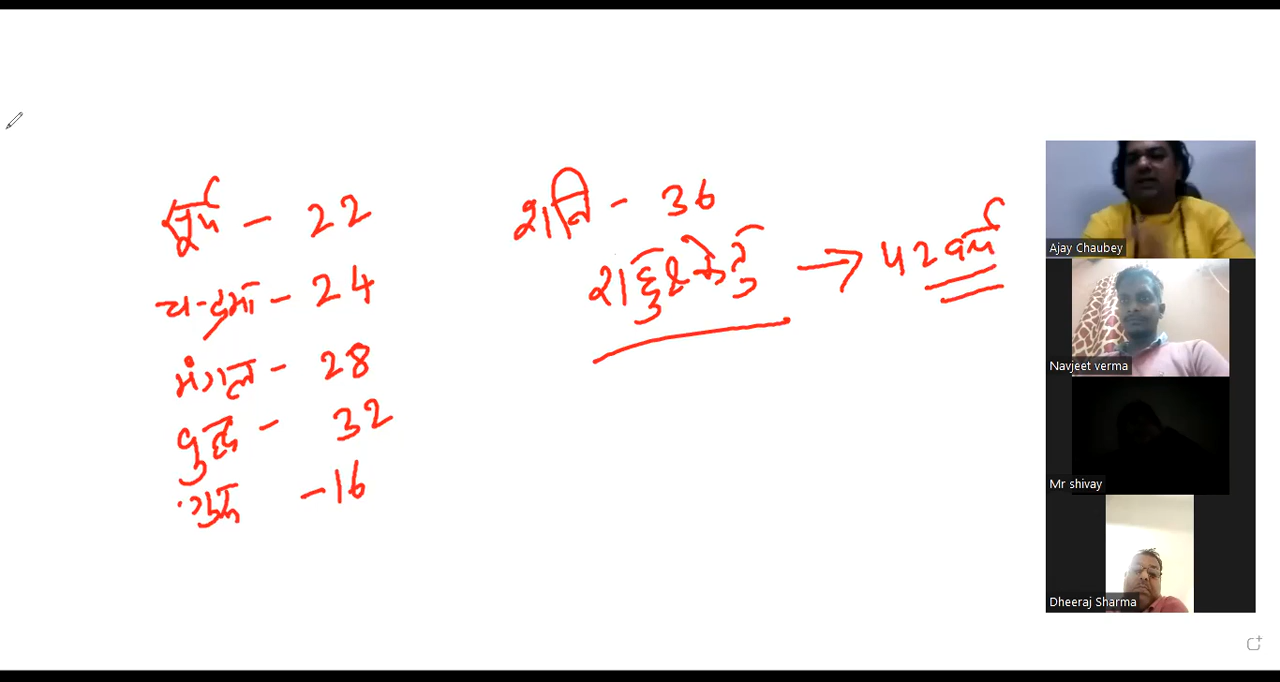 सूर्य - 22
चन्द्रमा - 24
मंगल - 28
बुध - 32
गुरु - 16
शनि - 36
राहु & केतु → 42 वर्ष
Ajay Chaubey
Navjeet verma
Mr shivay
Dheeraj Sharma